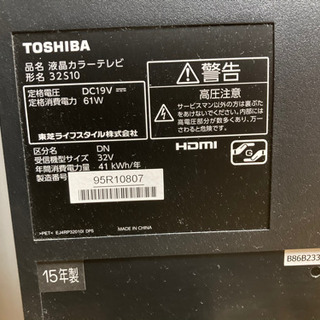 TOSHIBA
品名 液晶カラーテレビ
形名 32S10
定格電圧 DC19V
定格消費電力 61W
東芝ライフスタイル株式会社
区分名 DN
受信機型サイズ 32V
年間消費電力量 41 kWh/年
製造番号 95R10807
>PET<
MADE IN CHINA
15年製
警告
高圧注意
サービスマン以外の方は裏ぶたをあけないでください。
内部には高電圧部分が数多くあり、万一さわると危険です。
HDMI
B86B233